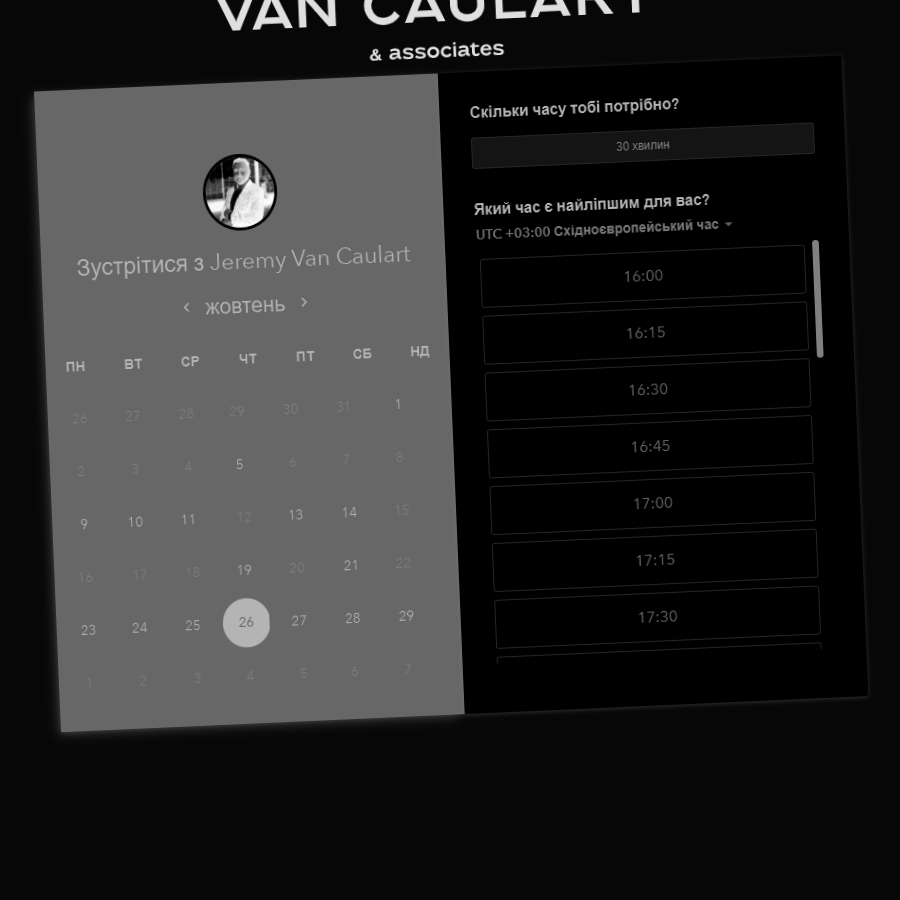 VAN CAULART
& associates
Зустрітися з Jeremy Van Caulart
жовтень
ПН ВТ СР ЧТ ПТ СБ НД
26 27 28 29 30 31 1
2 3 4 5 6 7 8
9 10 11 12 13 14 15
16 17 18 19 20 21 22
23 24 25 26 27 28 29
1 2 3 4 5 6 7
Скільки часу тобі потрібно?
30 хвилин
Який час є найліпшим для вас?
UTC +03:00 Східноєвропейський час
16:00
16:15
16:30
16:45
17:00
17:15
17:30